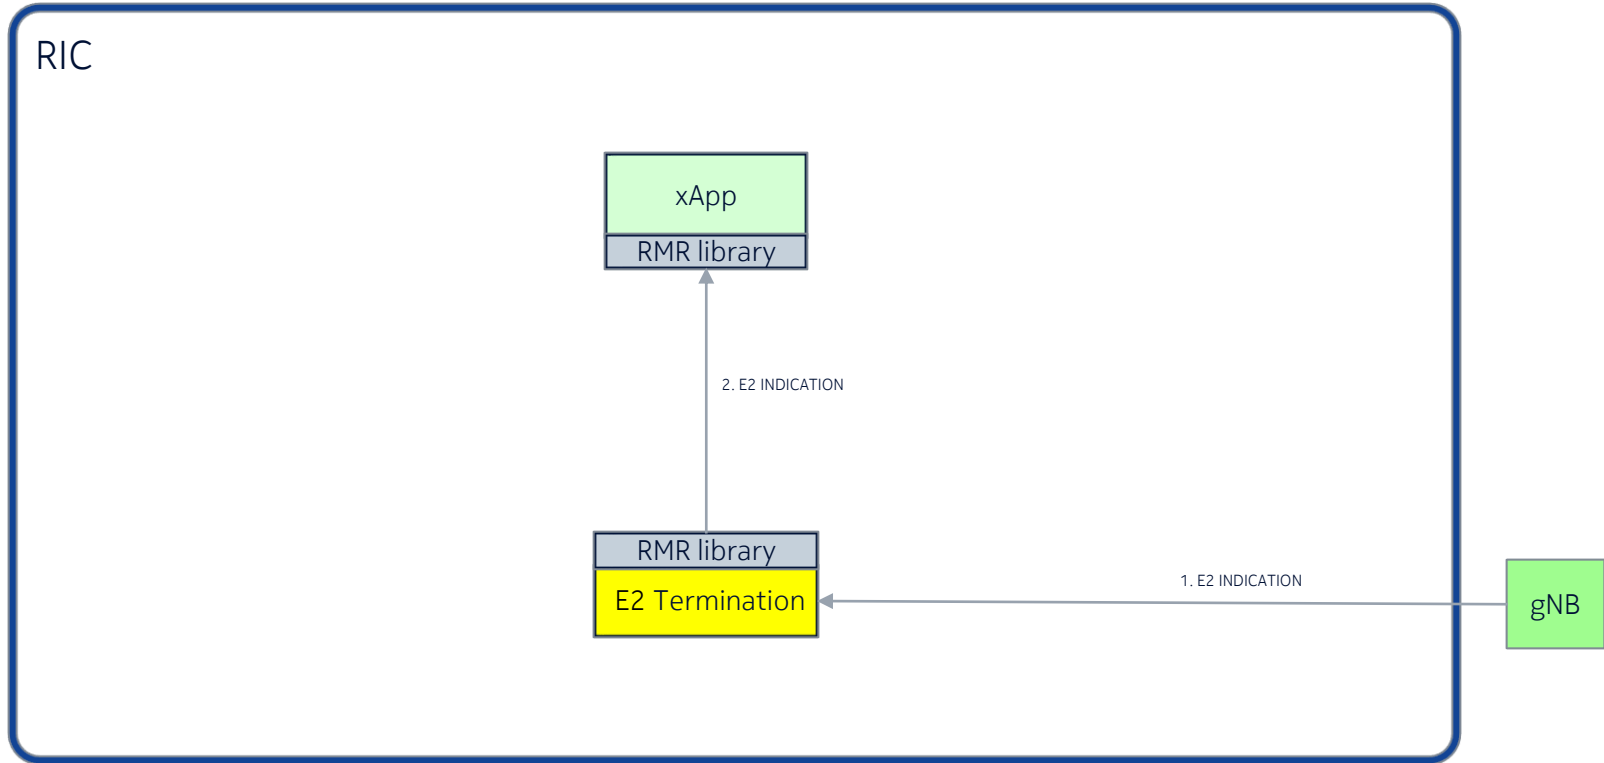 RIC
xApp
RMR library
2. E2 INDICATION
RMR library
E2 Termination
1. E2 INDICATION
gNB